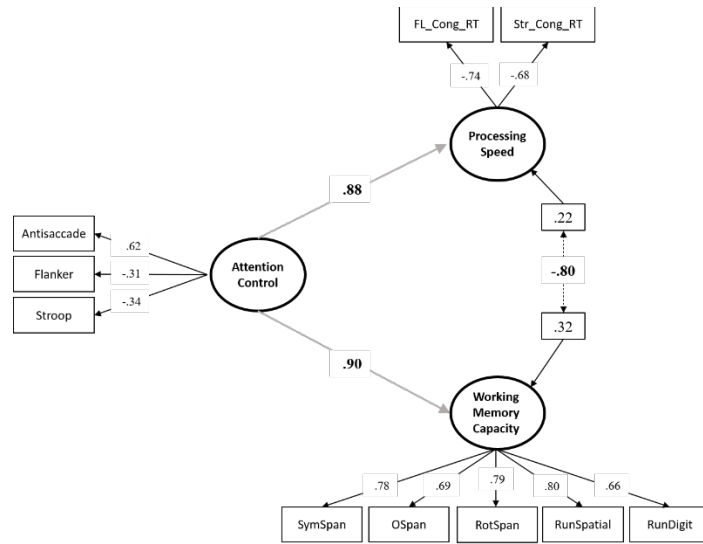 FL_Cong_RT Str_Cong_RT
-.74 -.68
Processing
Speed
.88
.22
Antisaccade .62
Flanker -.31
Stroop -.34
Attention
Control
-.80
.32
.90
Working
Memory
Capacity
.78 .69 .79 .80 .66
SymSpan OSpan RotSpan RunSpatial RunDigit